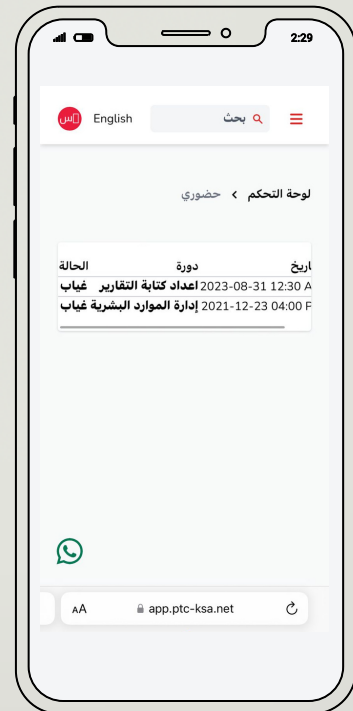 2:29
بحث English س
لوحة التحكم › حضوري
اريخ دورة الحالة
2023-08-31 12:30 A اعداد كتابة التقارير غياب
2021-12-23 04:00 P إدارة الموارد البشرية غياب
AA app.ptc-ksa.net